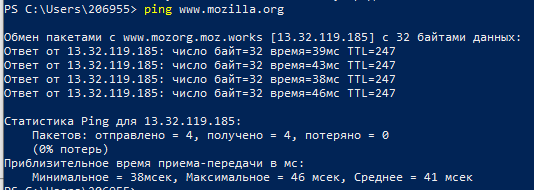 PS C:\Users\206955> ping www.mozilla.org
Обмен пакетами с www.mozorg.moz.works [13.32.119.185] с 32 байтами данных:
Ответ от 13.32.119.185: число байт=32 время=39мс TTL=247
Ответ от 13.32.119.185: число байт=32 время=43мс TTL=247
Ответ от 13.32.119.185: число байт=32 время=38мс TTL=247
Ответ от 13.32.119.185: число байт=32 время=46мс TTL=247
Статистика Ping для 13.32.119.185:
Пакетов: отправлено = 4, получено = 4, потеряно = 0
(0% потерь)
Приблизительное время приема-передачи в мс:
Минимальное = 38мсек, Максимальное = 46 мсек, Среднее = 41 мсек
PS C:\Users\206955>